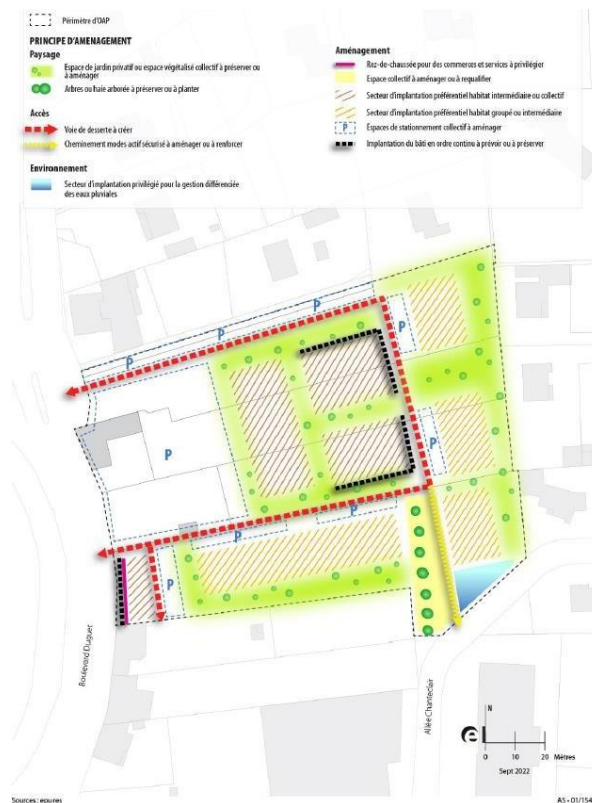 Périmètre d'OAP
PRINCIPE D'AMENAGEMENT
Paysage
Espace de jardin privatif ou espace végétalisé collectif à préserver ou
à aménager
Arbres ou haie arborée à préserver ou à planter
Accès
Voie de desserte à créer
Cheminement modes actif sécurisé à aménager ou à renforcer
Environnement
Secteur d'implantation privilégié pour la gestion différenciée
des eaux pluviales
Aménagement
Rez-de-chaussée pour des commerces et services à privilégier
Espace collectif à aménager ou à requalifier
Secteur d'implantation préférentiel habitat intermédiaire ou collectif
Secteur d'implantation préférentiel habitat groupé ou intermédiaire
P Espaces de stationnement collectif à aménager
Implantation du bâti en ordre continu à prévoir ou à préserver
P
P
P
P
P
P
P
P
P
Boulevard Duguet
Allée Chanteclair
N
0 10 20 Mètres
Sept 2022
Sources : epures
A5 - 01/154